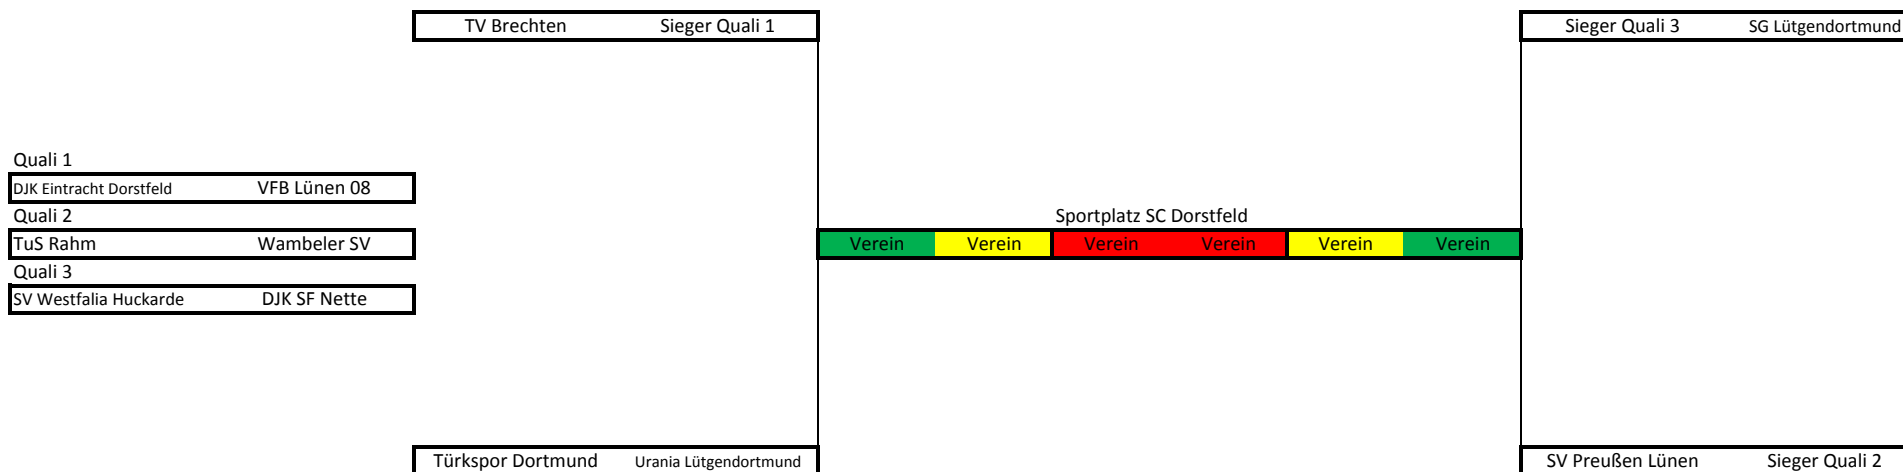 TV Brechten Sieger Quali 1 Sieger Quali 3 SG Lütgendortmund
Quali 1
DJK Eintracht Dorstfeld VFB Lünen 08
Quali 2 Sportplatz SC Dorstfeld
TuS Rahm Wambeler SV Verein Verein Verein Verein Verein Verein
Quali 3
SV Westfalia Huckarde DJK SF Nette
Türkspor Dortmund Urania Lütgendortmund SV Preußen Lünen Sieger Quali 2